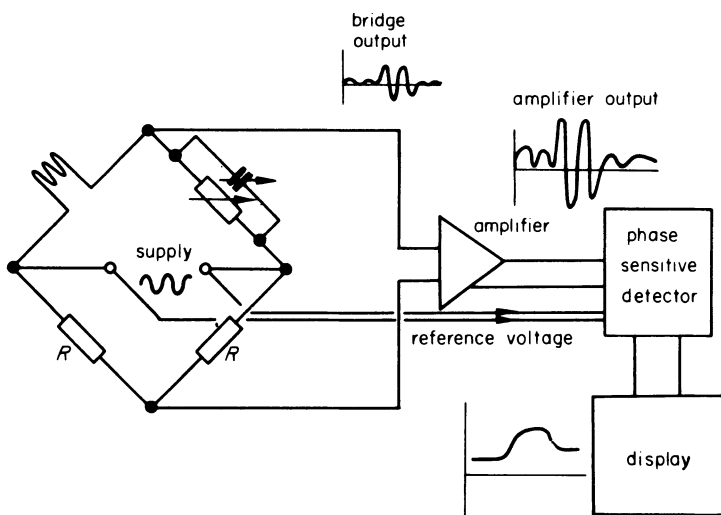 bridge
output
amplifier output
supply
amplifier
phase
sensitive
detector
reference voltage
R
R
display